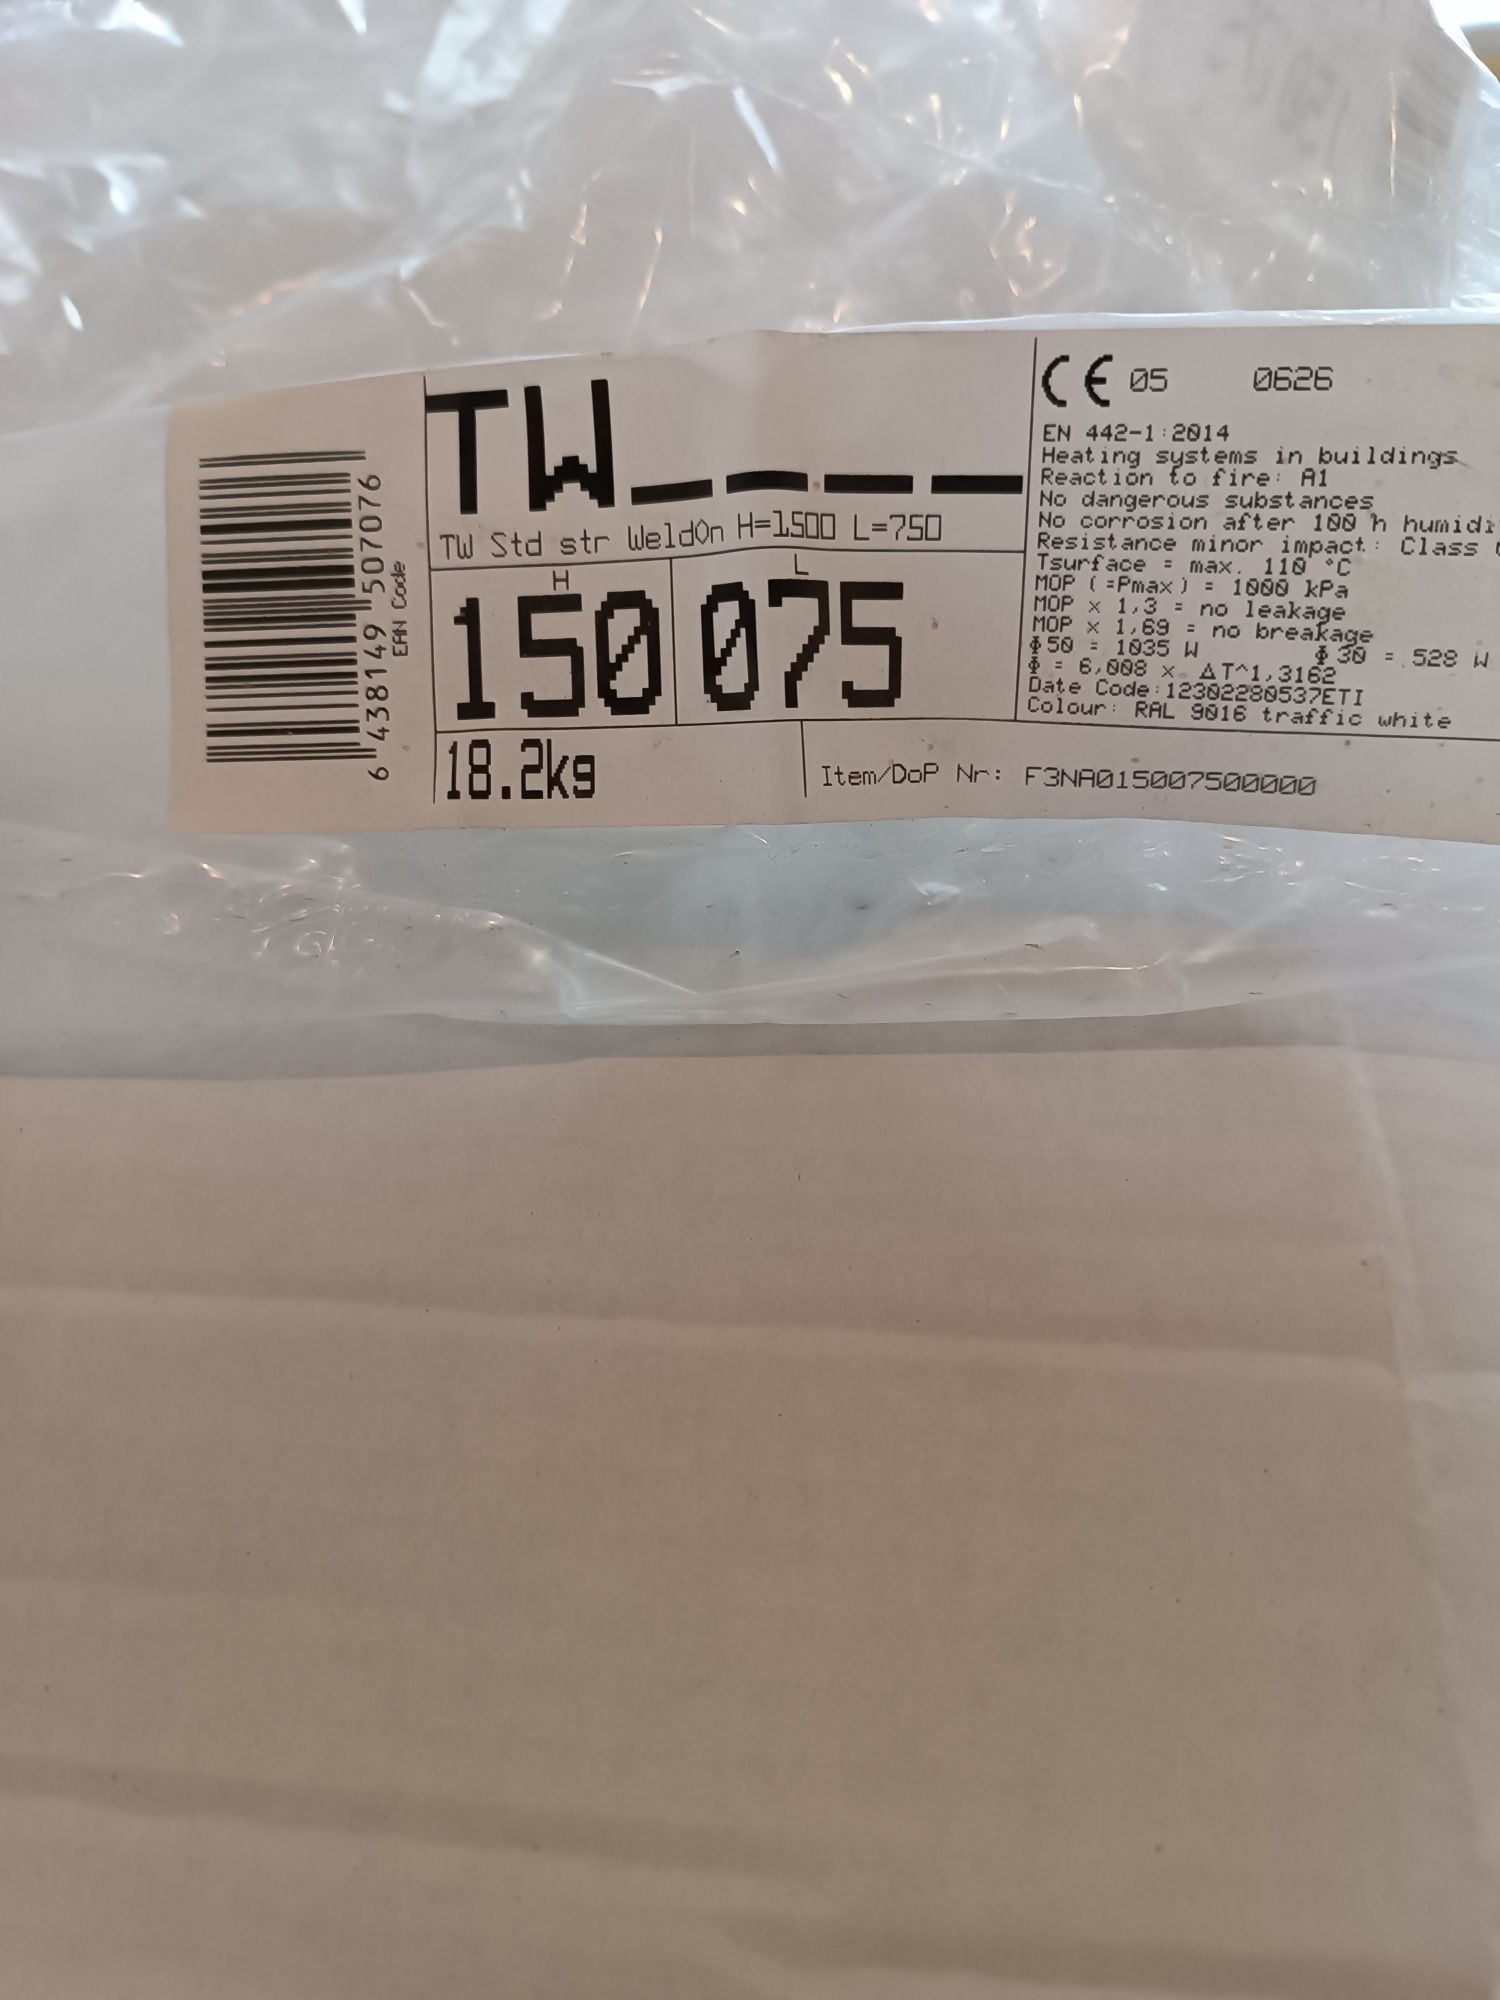 6 438149 507076
EAN Code
TW_ _ _ _
TW Std str WeldOn H=1500 L=750
H
150
L
075
18.2kg
Item/DoP Nr: F3NA015007500000
CE 05 0626
EN 442-1:2014
Heating systems in buildings
Reaction to fire: A1
No dangerous substances
No corrosion after 100 h humidi
Resistance minor impact: Class
Tsurface = max. 110 °C
MOP (=Pmax) = 1000 kPa
MOP x 1,3 = no leakage
MOP x 1,69 = no breakage
Φ50 = 1035 W Φ30 = 528 W
Φ = 6,008 x ΔT^1,3162
Date Code:12302280537ETI
Colour: RAL 9016 traffic white